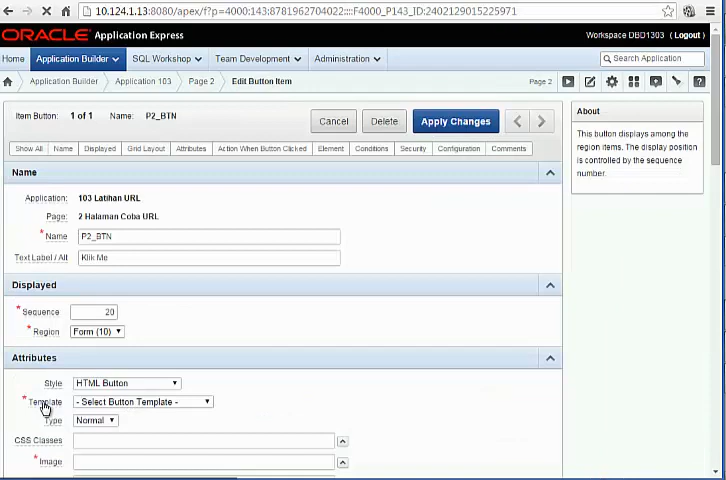 10.124.1.13:8080/apex/f?p=4000:143:8781962704022::::F4000_P143_ID:2402129015225971
ORACLE Application Express
Workspace DBD1303 ( Logout )
Home Application Builder SQL Workshop Team Development Administration Search Application
Application Builder Application 103 Page 2 Edit Button Item Page 2
Item Button: 1 of 1 Name: P2_BTN Cancel Delete Apply Changes
Show All Name Displayed Grid Layout Attributes Action When Button Clicked Element Conditions Security Configuration Comments
Name
Application: 103 Latihan URL
Page: 2 Halaman Coba URL
* Name P2_BTN
Text Label / Alt Klik Me
Displayed
* Sequence 20
* Region Form (10)
Attributes
Style HTML Button
* Template - Select Button Template -
Type Normal
CSS Classes
* Image
About
This button displays among the
region items. The display position
is controlled by the sequence
number.